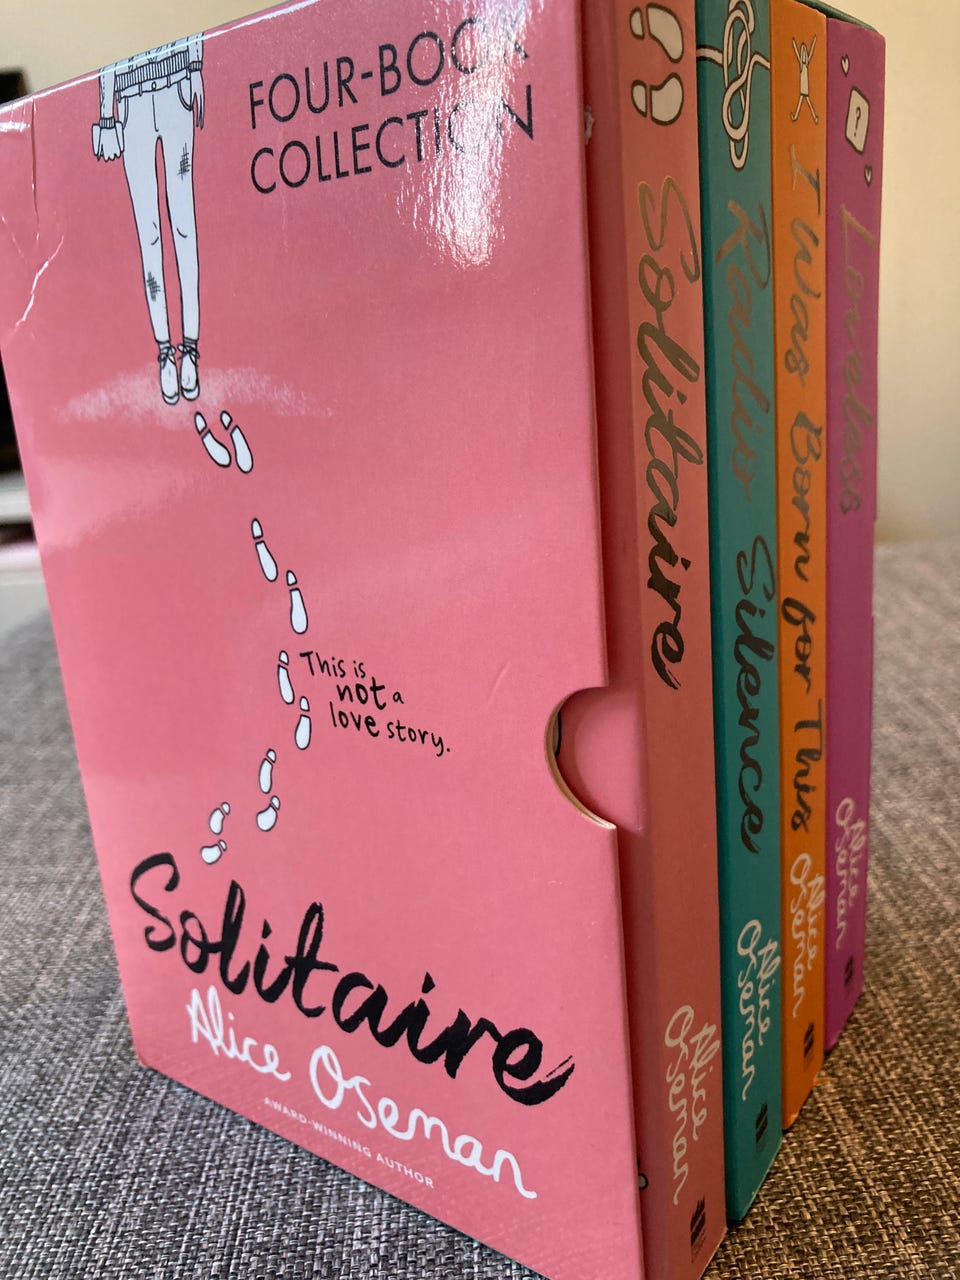 FOUR-BOOK
COLLECTION
This is
not a
love story.
Solitaire
Alice Oseman
AWARD-WINNING AUTHOR
Solitaire
Alice
Oseman
Radio Silence
Alice
Oseman
I Was Born for This
Alice
Oseman
?
Loveless
Alice
Oseman